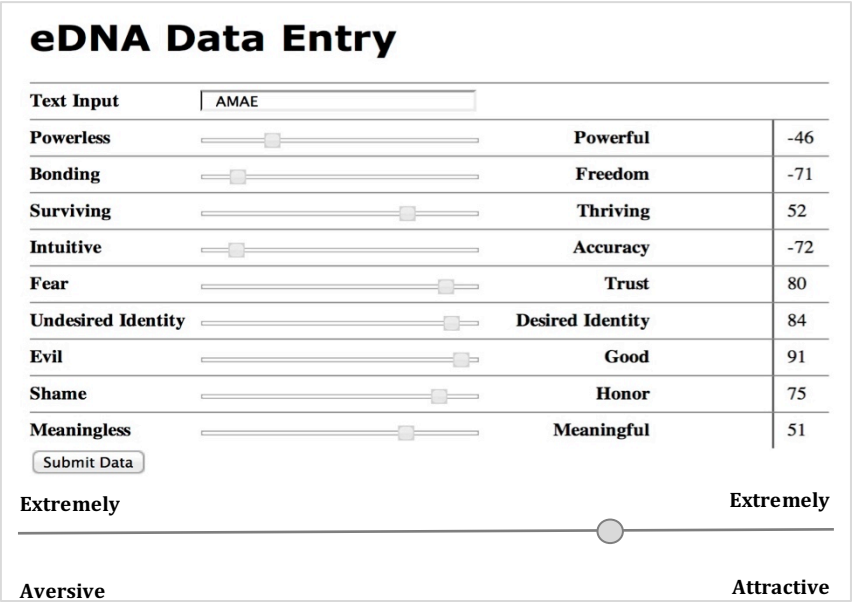 eDNA Data Entry
Text Input AMAE
Powerless Powerful -46
Bonding Freedom -71
Surviving Thriving 52
Intuitive Accuracy -72
Fear Trust 80
Undesired Identity Desired Identity 84
Evil Good 91
Shame Honor 75
Meaningless Meaningful 51
Submit Data
Extremely Extremely
Aversive Attractive